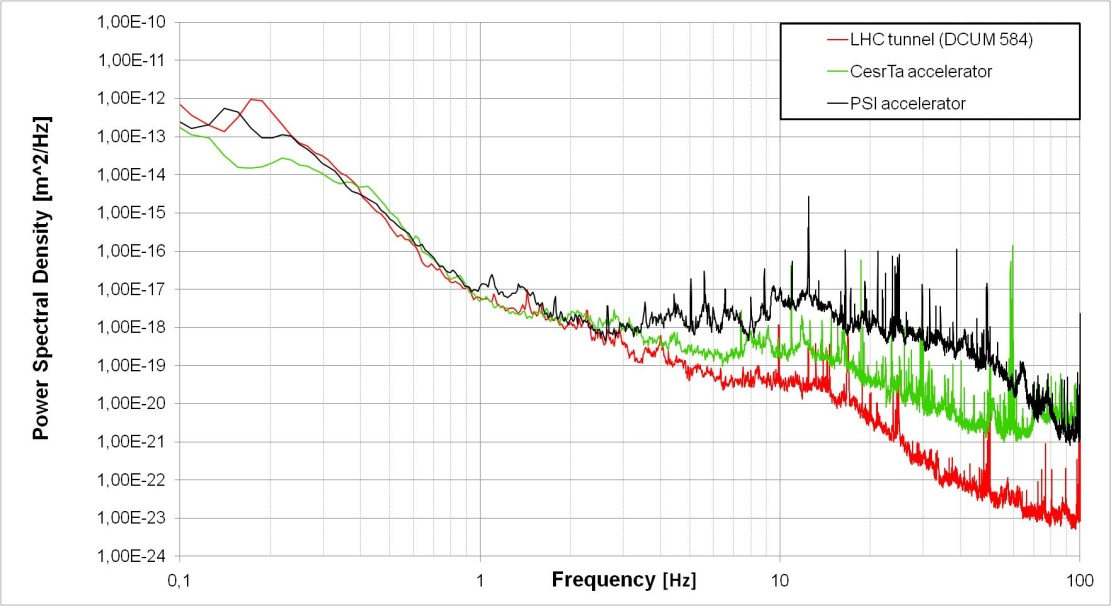 1,00E-10
1,00E-11
1,00E-12
1,00E-13
1,00E-14
1,00E-15
1,00E-16
1,00E-17
1,00E-18
1,00E-19
1,00E-20
1,00E-21
1,00E-22
1,00E-23
1,00E-24
Power Spectral Density [m^2/Hz]
LHC tunnel (DCUM 584)
CesrTa accelerator
PSI accelerator
0,1
1
10
100
Frequency [Hz]